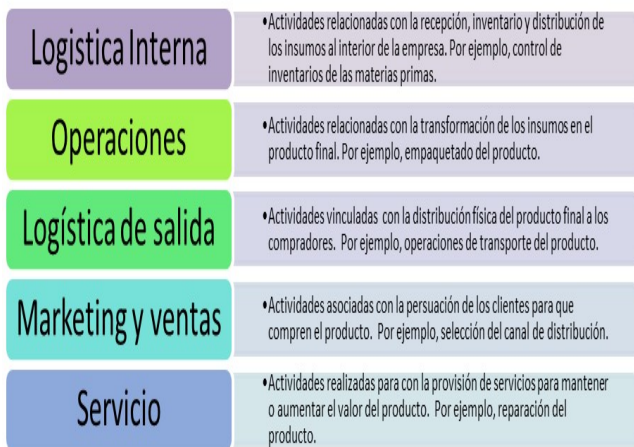 Logistica Interna
•Actividades relacionadas con la recepción, inventario y distribución de
los insumos al interior de la empresa. Por ejemplo, control de
inventarios de las materias primas.
Operaciones
•Actividades relacionadas con la transformación de los insumos en el
producto final. Por ejemplo, empaquetado del producto.
Logística de salida
•Actividades vinculadas con la distribución física del producto final a los
compradores. Por ejemplo, operaciones de transporte del producto.
Marketing y ventas
•Actividades asociadas con la persuación de los clientes para que
compren el producto. Por ejemplo, selección del canal de distribución.
Servicio
•Actividades realizadas para con la provisión de servicios para mantener
o aumentar el valor del producto. Por ejemplo, reparación del
producto.